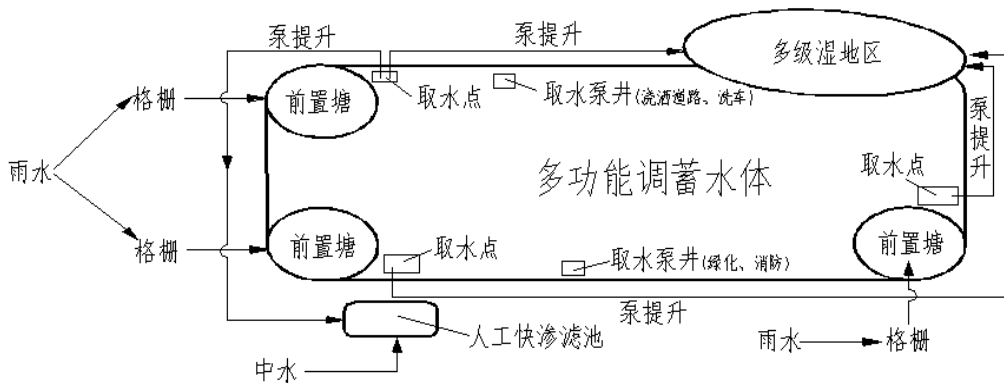 泵提升
泵提升
多级湿地区
格栅
前置塘
取水点
取水泵井(浇洒道路、洗车)
泵提升
雨水
多功能调蓄水体
取水点
格栅
前置塘
取水点
取水泵井(绿化、消防)
前置塘
泵提升
人工快渗滤池
雨水
格栅
中水